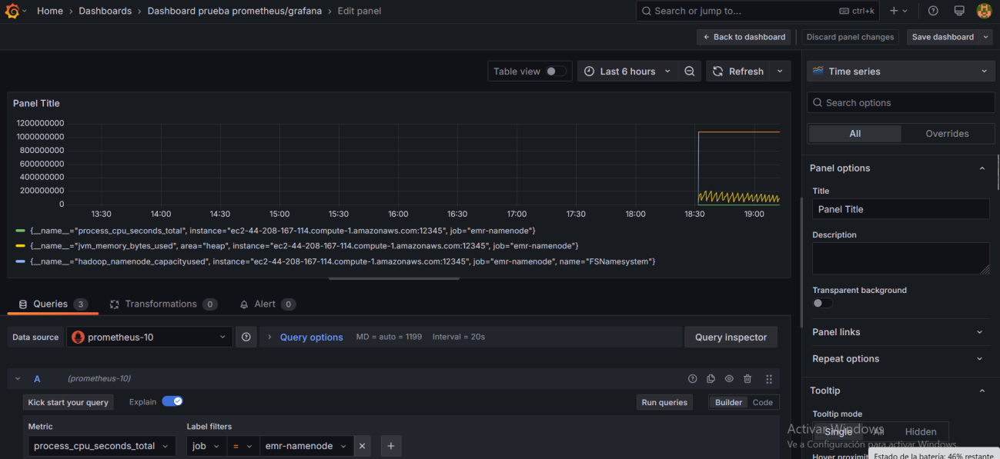 Home › Dashboards › Dashboard prueba prometheus/grafana › Edit panel
Search or jump to... ctrl+k
Back to dashboard Discard panel changes Save dashboard
Table view Last 6 hours Refresh
Time series
Panel Title
Search options
All Overrides
1200000000
1000000000
800000000
600000000
400000000
200000000
0
13:30 14:00 14:30 15:00 15:30 16:00 16:30 17:00 17:30 18:00 18:30 19:00
{__name__="process_cpu_seconds_total", instance="ec2-44-208-167-114.compute-1.amazonaws.com:12345", job="emr-namenode"}
{__name__="jvm_memory_bytes_used", area="heap", instance="ec2-44-208-167-114.compute-1.amazonaws.com:12345", job="emr-namenode"}
{__name__="hadoop_namenode_capacityused", instance="ec2-44-208-167-114.compute-1.amazonaws.com:12345", job="emr-namenode", name="FSNamesystem"}
Panel options
Title
Panel Title
Description
Transparent background
Panel links
Repeat options
Tooltip
Tooltip mode
Single All Hidden
Hover proximit
Queries 3 Transformations 0 Alert 0
Data source prometheus-10 Query options MD = auto = 1199 Interval = 20s Query inspector
A (prometheus-10)
Kick start your query Explain Run queries Builder Code
Metric Label filters
process_cpu_seconds_total job = emr-namenode
Activar Windows
Ve a Configuración para activar Windows.
Estado de la batería: 46% restante